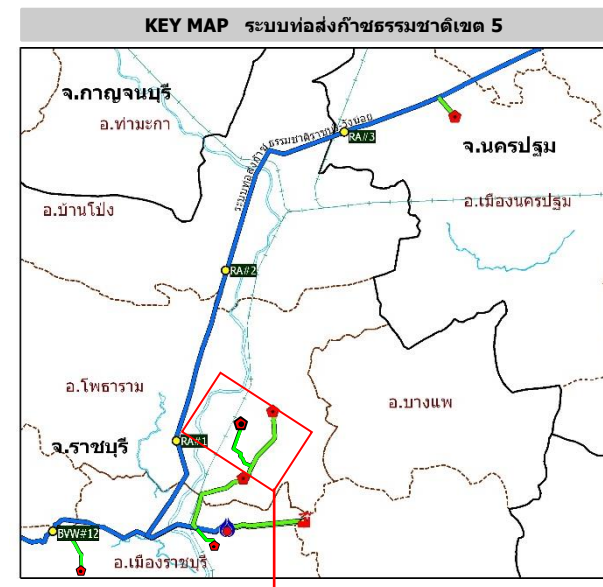 KEY MAP ระบบท่อส่งก๊าซธรรมชาติเขต 5
จ.กาญจนบุรี
อ.ท่ามะกา
RA#3
จ.นครปฐม
อ.บ้านโป่ง
อ.เมืองนครปฐม
RA#2
อ.โพธาราม
อ.บางแพ
จ.ราชบุรี
RA#1
BVW#12
อ.เมืองราชบุรี